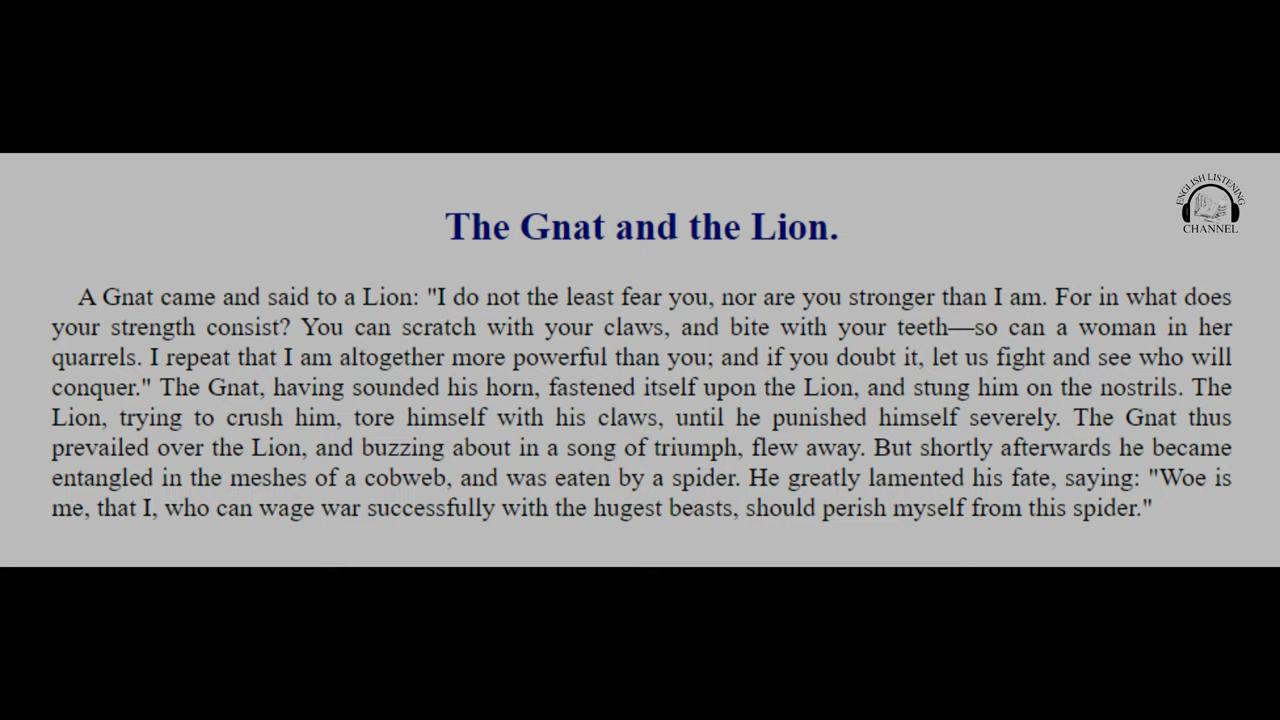 ENGLISH LISTENING
CHANNEL
The Gnat and the Lion.
A Gnat came and said to a Lion: "I do not the least fear you, nor are you stronger than I am. For in what does
your strength consist? You can scratch with your claws, and bite with your teeth—so can a woman in her
quarrels. I repeat that I am altogether more powerful than you; and if you doubt it, let us fight and see who will
conquer." The Gnat, having sounded his horn, fastened itself upon the Lion, and stung him on the nostrils. The
Lion, trying to crush him, tore himself with his claws, until he punished himself severely. The Gnat thus
prevailed over the Lion, and buzzing about in a song of triumph, flew away. But shortly afterwards he became
entangled in the meshes of a cobweb, and was eaten by a spider. He greatly lamented his fate, saying: "Woe is
me, that I, who can wage war successfully with the hugest beasts, should perish myself from this spider."